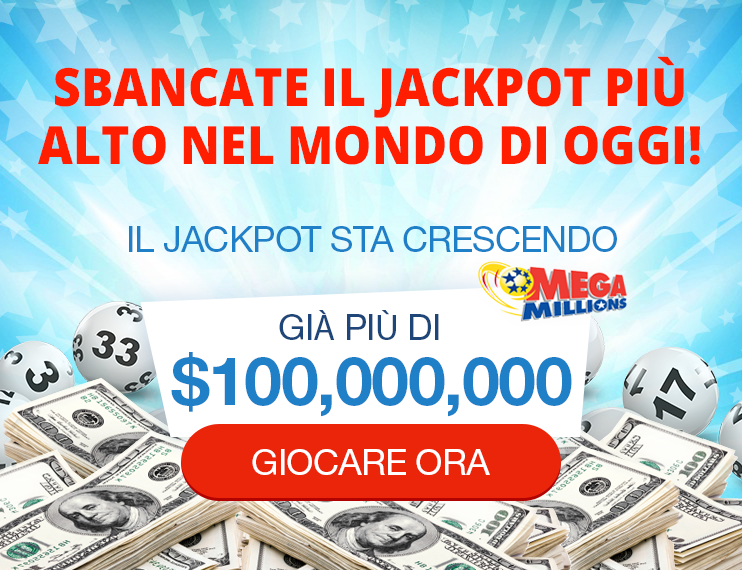 SBANCATE IL JACKPOT PIÙ
ALTO NEL MONDO DI OGGI!
IL JACKPOT STA CRESCENDO
MEGA
MILLIONS
GIÀ PIÙ DI
$100,000,000
33
3
17
GIOCARE ORA
100